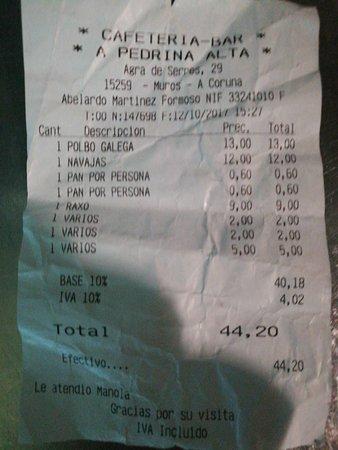 * CAFETERIA-BAR *
* A PEDRINA ALTA *
Agra de Serres, 29
15259 - Muros - A Coruna
Abelardo Martinez Formoso NIF 33241010 F
T:00 N:147698 F:12/10/2017 15:27
Cant Descripcion Prec. Total
1 POLBO GALEGA 13,00 13,00
1 NAVAJAS 12,00 12,00
1 PAN POR PERSONA 0,60 0,60
1 PAN POR PERSONA 0,60 0,60
1 RAXO 9,00 9,00
1 VARIOS 2,00 2,00
1 VARIOS 2,00 2,00
1 VARIOS 5,00 5,00
BASE 10% 40,18
IVA 10% 4,02
Total 44,20
Efectivo.... 44,20
Le atendio Manola
Gracias por su visita
IVA Incluido